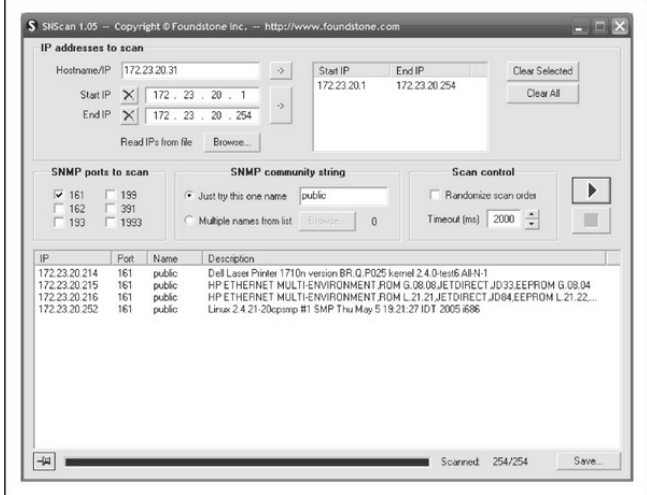 SNScan 1.05 -- Copyright © Foundstone Inc. -- http://www.foundstone.com
IP addresses to scan
Hostname/IP 172.23.20.31 ->
Start IP 172 . 23 . 20 . 1
End IP 172 . 23 . 20 . 254 ->
Read IPs from file Browse...
Start IP End IP
172.23.20.1 172.23.20.254
Clear Selected
Clear All
SNMP ports to scan
161 199
162 391
193 1993
SNMP community string
Just try this one name public
Multiple names from list Browse... 0
Scan control
Randomize scan order
Timeout (ms) 2000
IP Port Name Description
172.23.20.214 161 public Dell Laser Printer 1710n version BR.Q.P025 kernel 2.4.0-test6 All-N-1
172.23.20.215 161 public HP ETHERNET MULTI-ENVIRONMENT,ROM G.08.08,JETDIRECT,JD33,EEPROM G.08.04
172.23.20.216 161 public HP ETHERNET MULTI-ENVIRONMENT,ROM L.21.21,JETDIRECT,JD84,EEPROM L.21.22,...
172.23.20.252 161 public Linux 2.4.21-20cpsmp #1 SMP Thu May 5 19:21:27 IDT 2005 i686
Scanned: 254/254 Save...